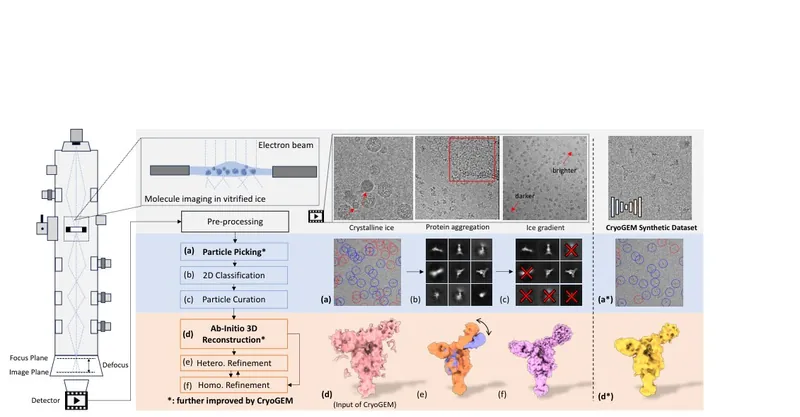 Electron beam
Molecule imaging in vitrified ice
brighter
darker
Crystalline ice
Protein aggregation
Ice gradient
CryoGEM Synthetic Dataset
Pre-processing
(a) Particle Picking*
(b) 2D Classification
(c) Particle Curation
(a)
(b)
(c)
(a*)
(d) Ab-Initio 3D
Reconstruction*
(e) Hetero. Refinement
(f) Homo. Refinement
*: further improved by CryoGEM
(d)
(Input of CryoGEM)
(e)
(f)
(d*)
Focus Plane
Image Plane
Defocus
Detector